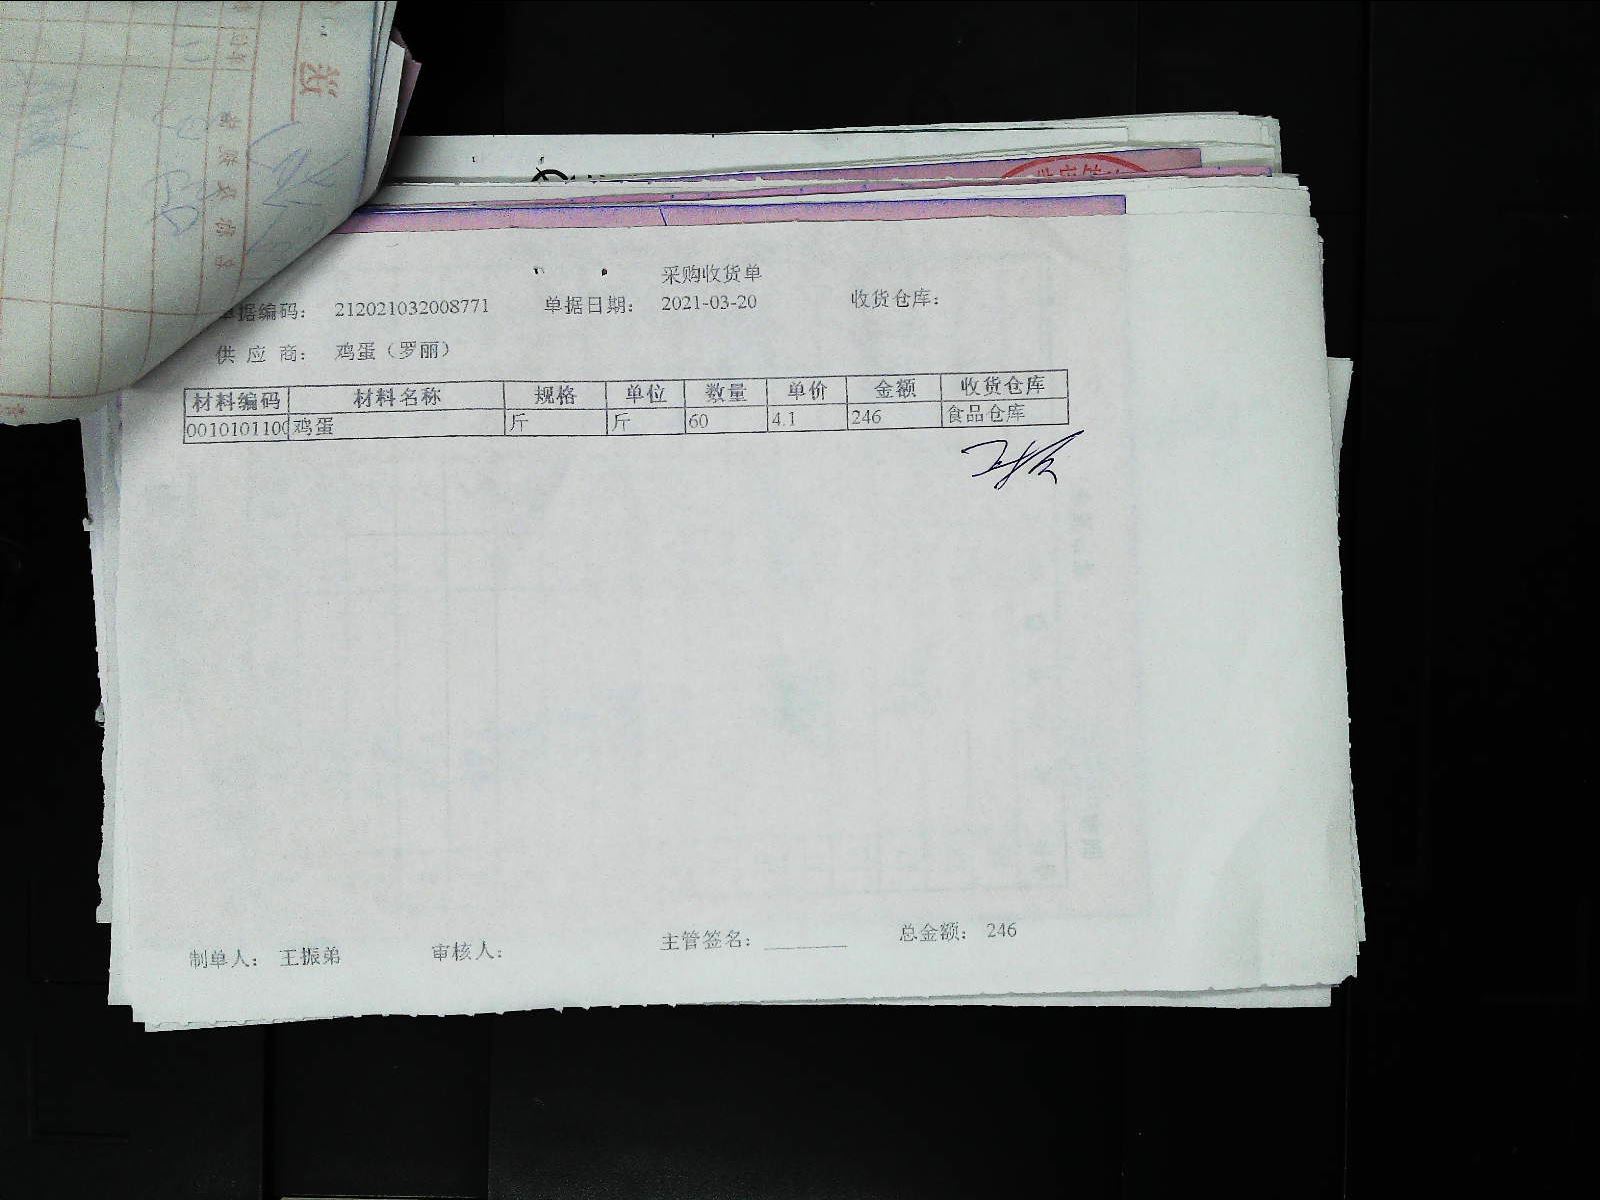 采购收货单
单据编码： 212021032008771 单据日期： 2021-03-20 收货仓库：
供 应 商： 鸡蛋（罗丽）
材料编码 材料名称 规格 单位 数量 单价 金额 收货仓库
0010101100 鸡蛋 斤 斤 60 4.1 246 食品仓库
制单人： 王振弟 审核人： 主管签名： 总金额： 246